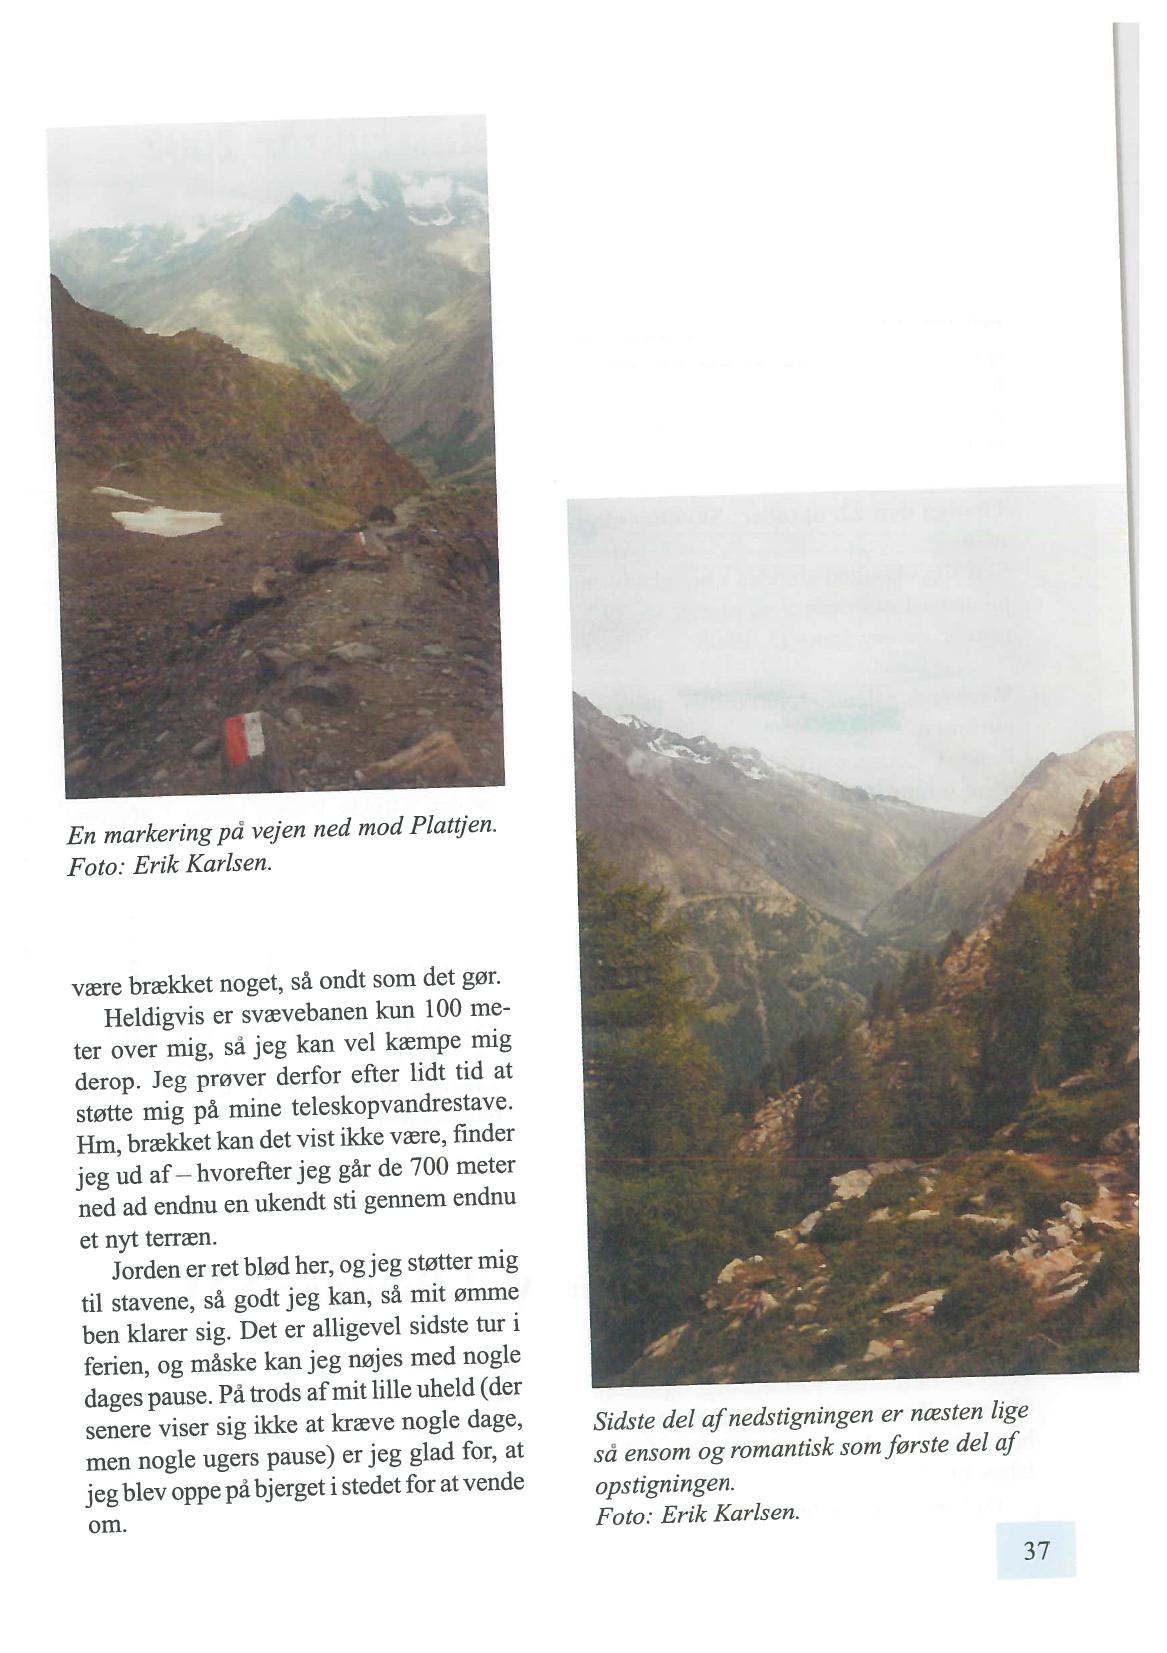 En markering på vejen ned mod Plattjen.
Foto: Erik Karlsen.
være brækket noget, så ondt som det gør.
Heldigvis er svævebanen kun 100 me-
ter over mig, så jeg kan vel kæmpe mig
derop. Jeg prøver derfor efter lidt tid at
støtte mig på mine teleskopvandrestave.
Hm, brækket kan det vist ikke være, finder
jeg ud af – hvorefter jeg går de 700 meter
ned ad endnu en ukendt sti gennem endnu
et nyt terræn.
Jorden er ret blød her, og jeg støtter mig
til stavene, så godt jeg kan, så mit ømme
ben klarer sig. Det er alligevel sidste tur i
ferien, og måske kan jeg nøjes med nogle
dages pause. På trods af mit lille uheld (der
senere viser sig ikke at kræve nogle dage,
men nogle ugers pause) er jeg glad for, at
jeg blev oppe på bjerget i stedet for at vende
om.
Sidste del af nedstigningen er næsten lige
så ensom og romantisk som første del af
opstigningen.
Foto: Erik Karlsen.
37